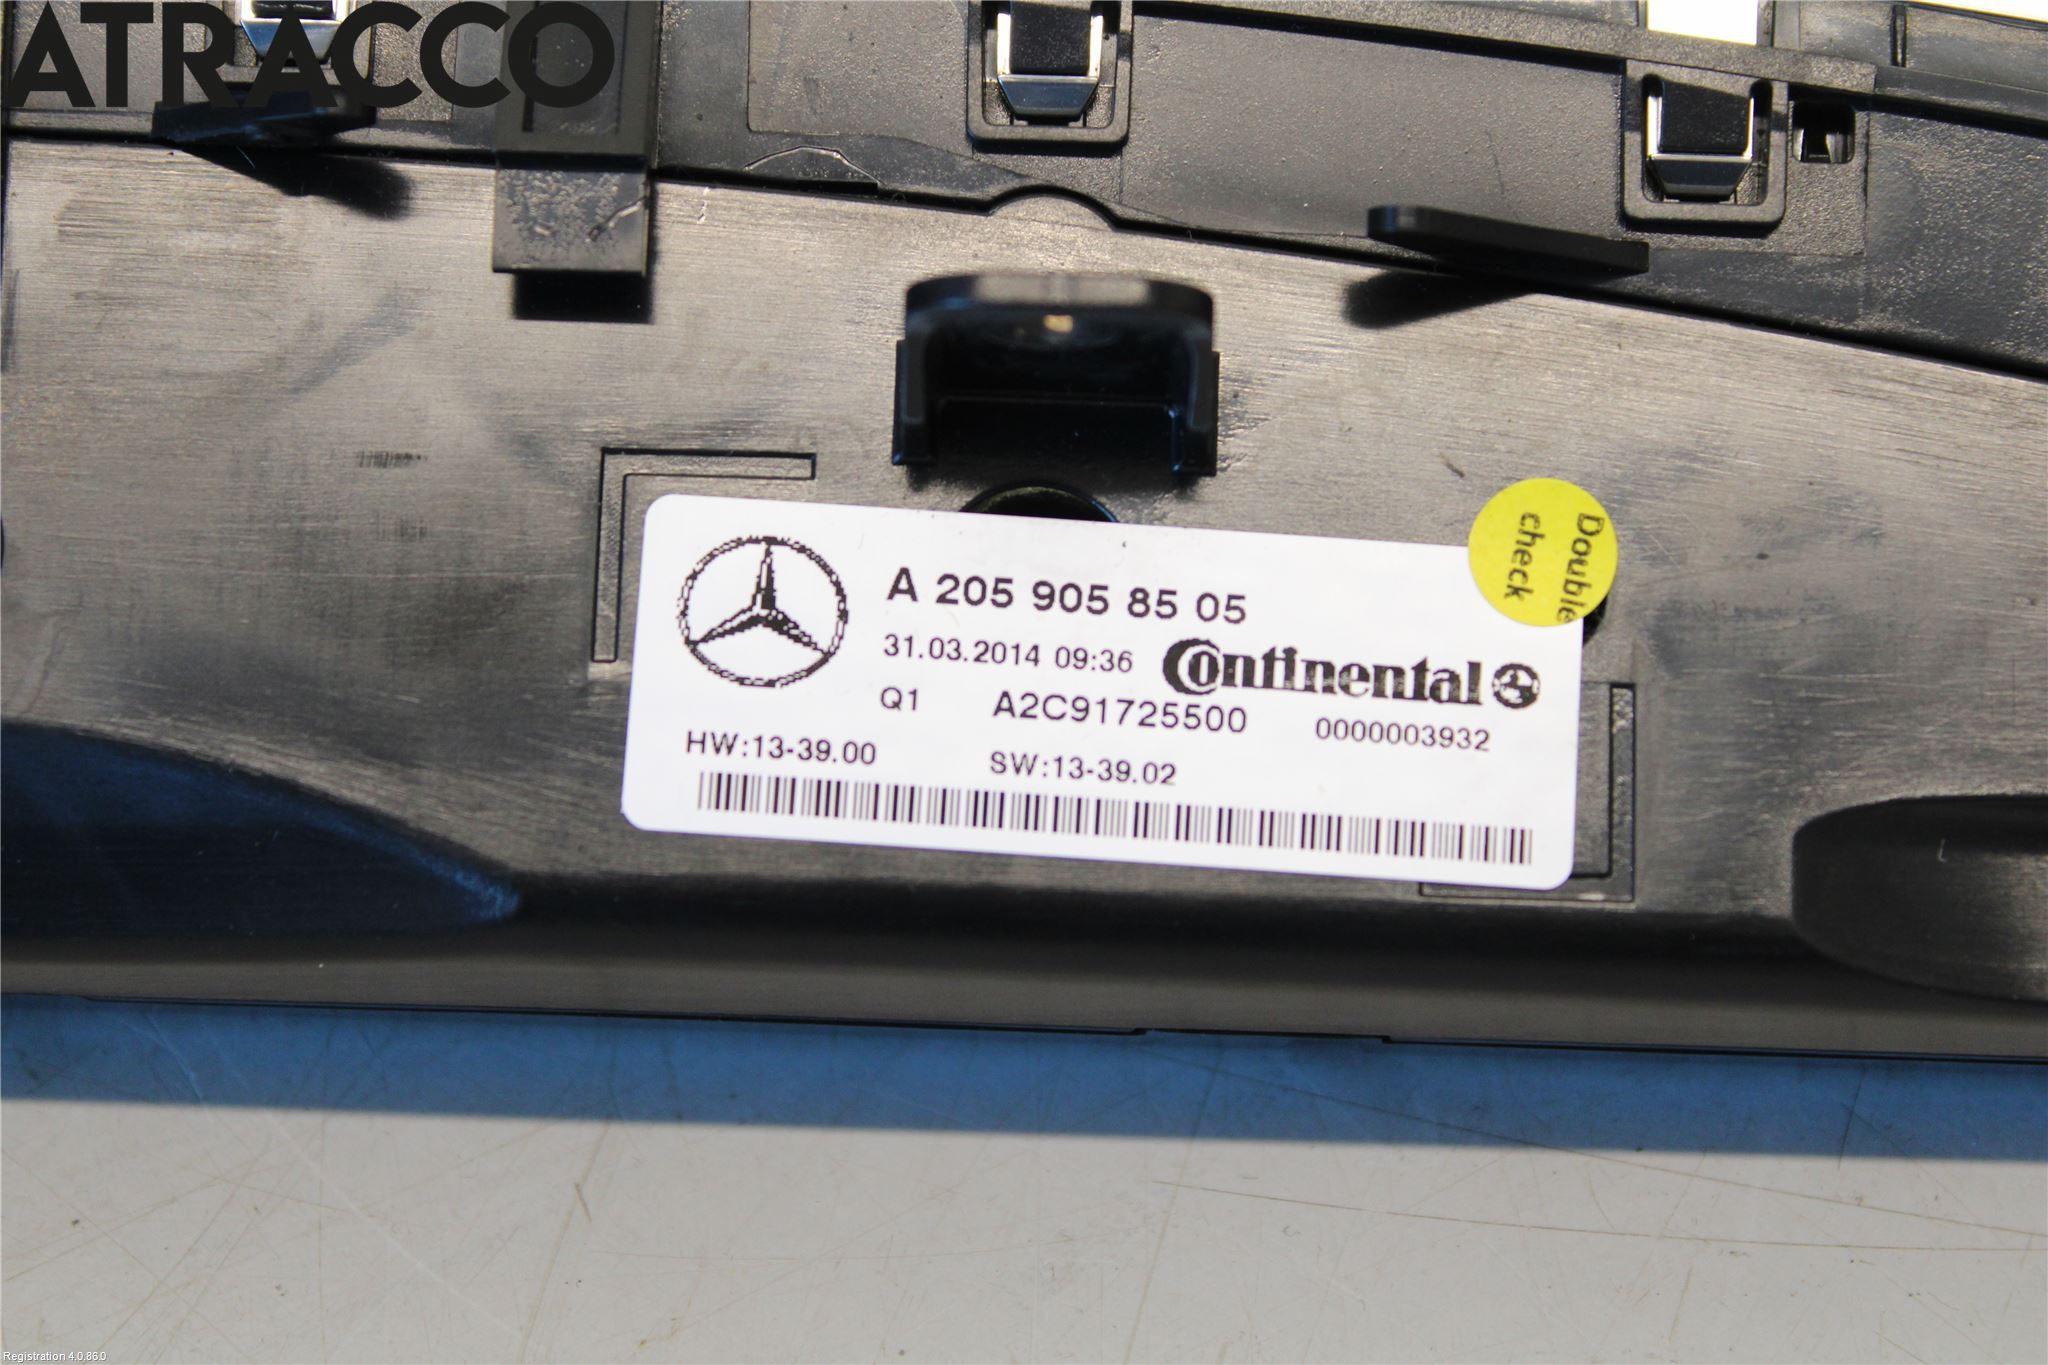 ATRACCO
Double
check
A 205 905 85 05
31.03.2014 09:36 Continental
Q1 A2C91725500 0000003932
HW:13-39.00 SW:13-39.02
Registration 4.0.86.0